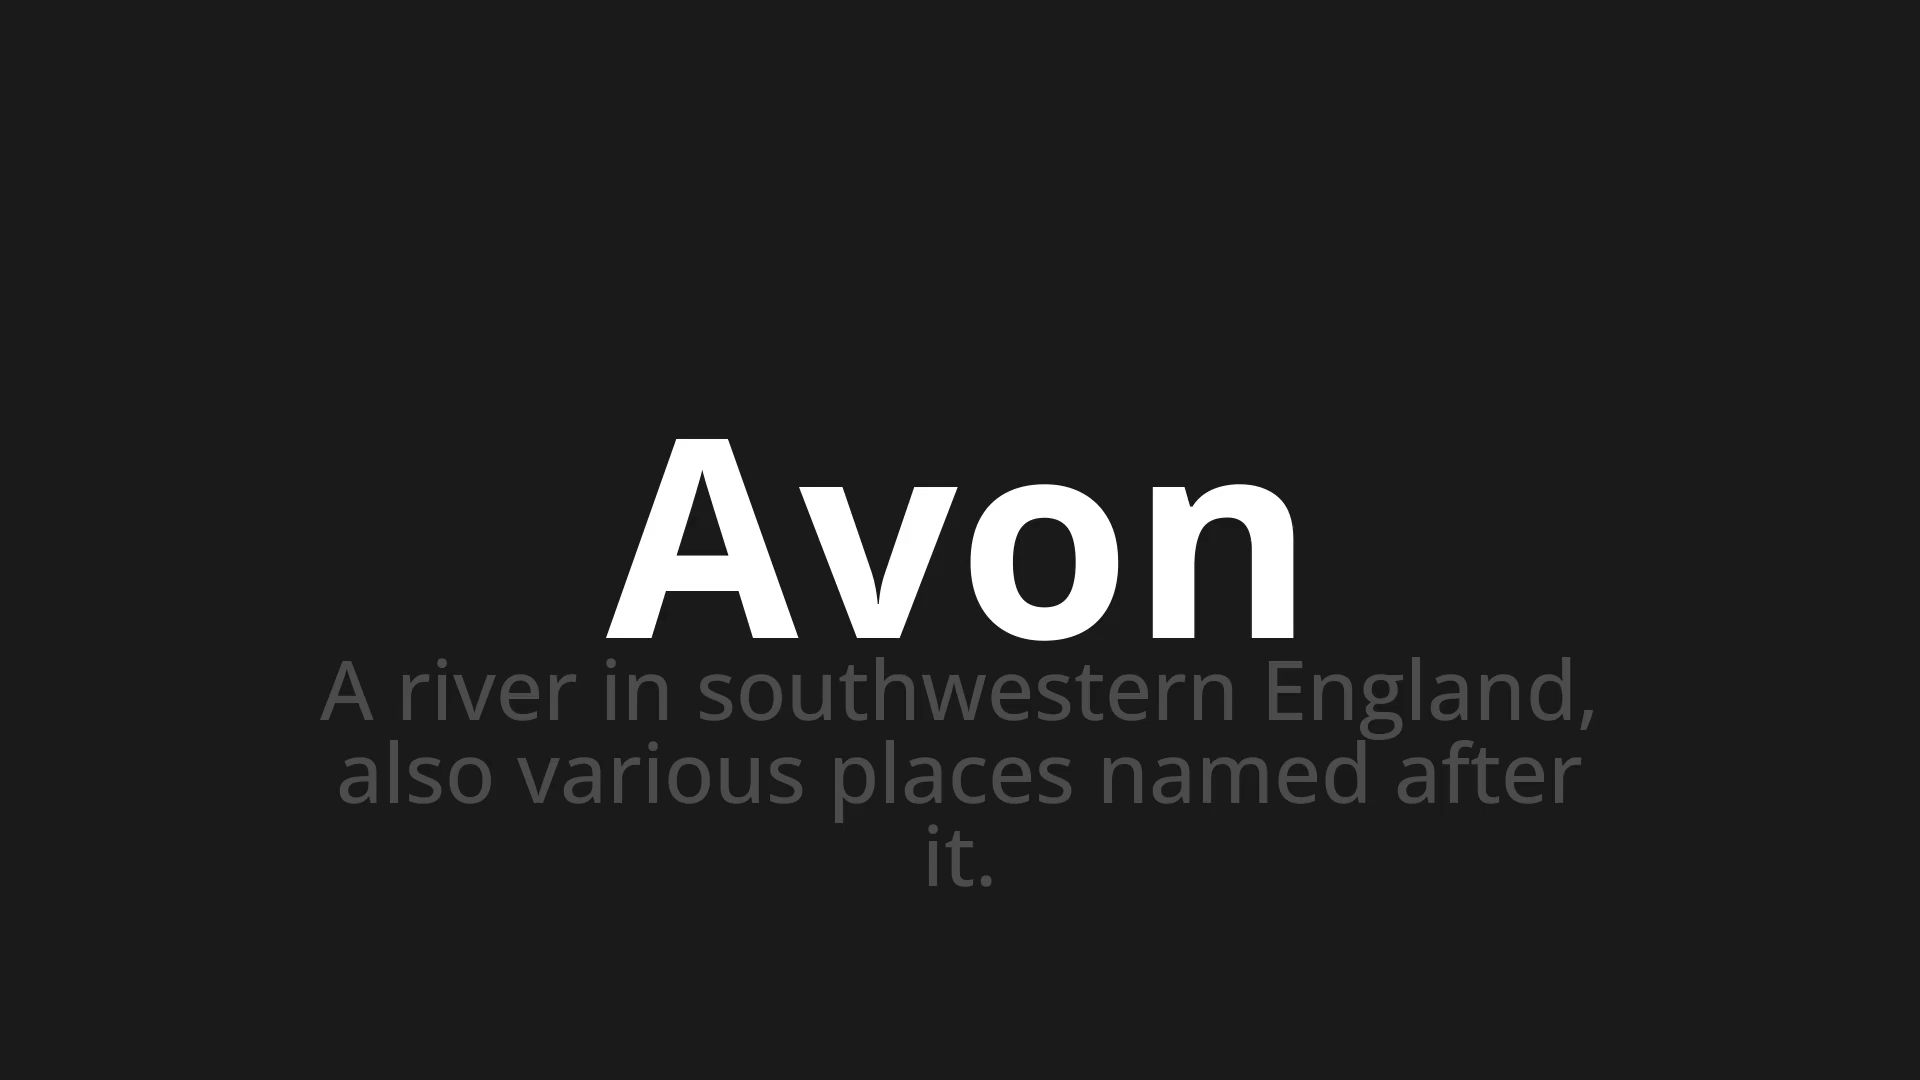 Avon
A river in southwestern England,
also various places named after
it.